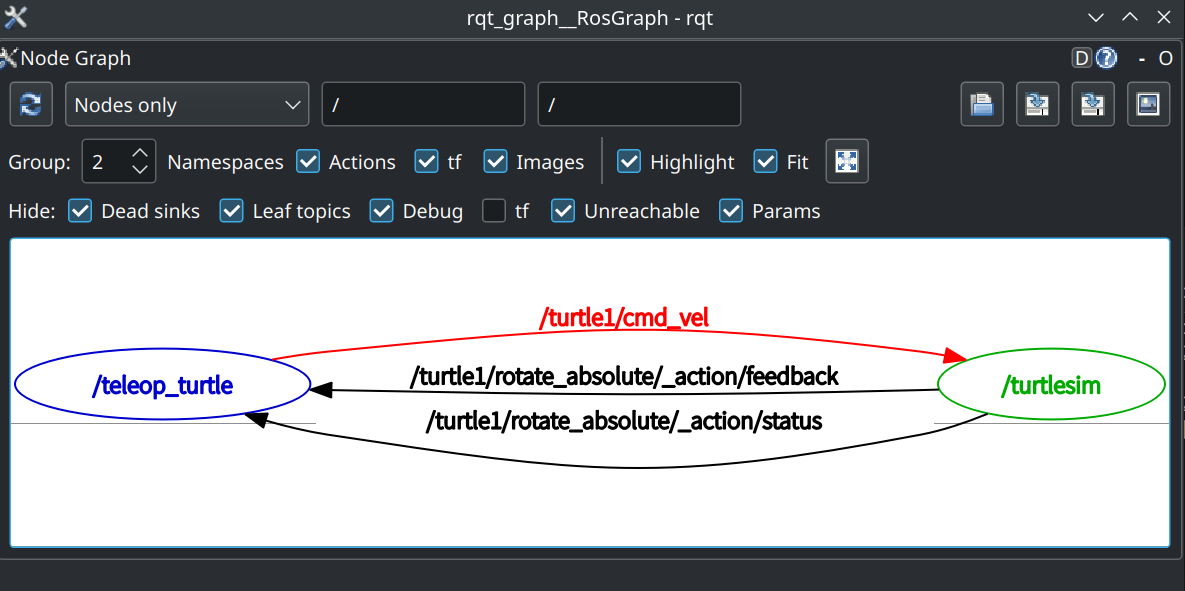 rqt_graph__RosGraph - rqt
Node Graph D ? - O
Nodes only / /
Group: 2 Namespaces Actions tf Images Highlight Fit
Hide: Dead sinks Leaf topics Debug tf Unreachable Params
/turtle1/cmd_vel
/turtle1/rotate_absolute/_action/feedback
/teleop_turtle /turtlesim
/turtle1/rotate_absolute/_action/status